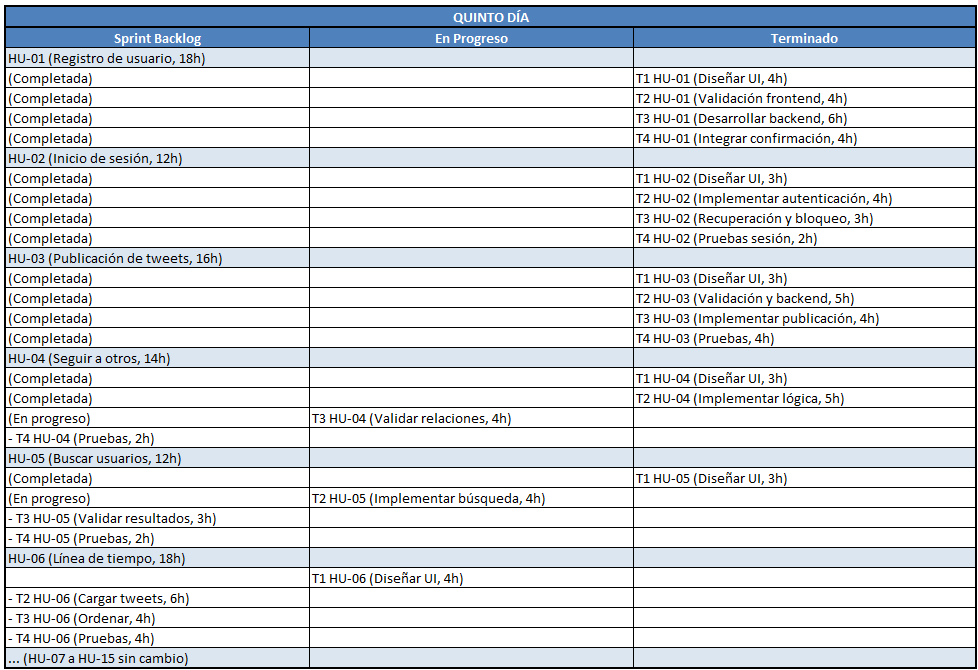 QUINTO DÍA
Sprint Backlog En Progreso Terminado
HU-01 (Registro de usuario, 18h)
(Completada) T1 HU-01 (Diseñar UI, 4h)
(Completada) T2 HU-01 (Validación frontend, 4h)
(Completada) T3 HU-01 (Desarrollar backend, 6h)
(Completada) T4 HU-01 (Integrar confirmación, 4h)
HU-02 (Inicio de sesión, 12h)
(Completada) T1 HU-02 (Diseñar UI, 3h)
(Completada) T2 HU-02 (Implementar autenticación, 4h)
(Completada) T3 HU-02 (Recuperación y bloqueo, 3h)
(Completada) T4 HU-02 (Pruebas sesión, 2h)
HU-03 (Publicación de tweets, 16h)
(Completada) T1 HU-03 (Diseñar UI, 3h)
(Completada) T2 HU-03 (Validación y backend, 5h)
(Completada) T3 HU-03 (Implementar publicación, 4h)
(Completada) T4 HU-03 (Pruebas, 4h)
HU-04 (Seguir a otros, 14h)
(Completada) T1 HU-04 (Diseñar UI, 3h)
(Completada) T2 HU-04 (Implementar lógica, 5h)
(En progreso) T3 HU-04 (Validar relaciones, 4h)
- T4 HU-04 (Pruebas, 2h)
HU-05 (Buscar usuarios, 12h)
(Completada) T1 HU-05 (Diseñar UI, 3h)
(En progreso) T2 HU-05 (Implementar búsqueda, 4h)
- T3 HU-05 (Validar resultados, 3h)
- T4 HU-05 (Pruebas, 2h)
HU-06 (Línea de tiempo, 18h)
T1 HU-06 (Diseñar UI, 4h)
- T2 HU-06 (Cargar tweets, 6h)
- T3 HU-06 (Ordenar, 4h)
- T4 HU-06 (Pruebas, 4h)
... (HU-07 a HU-15 sin cambio)